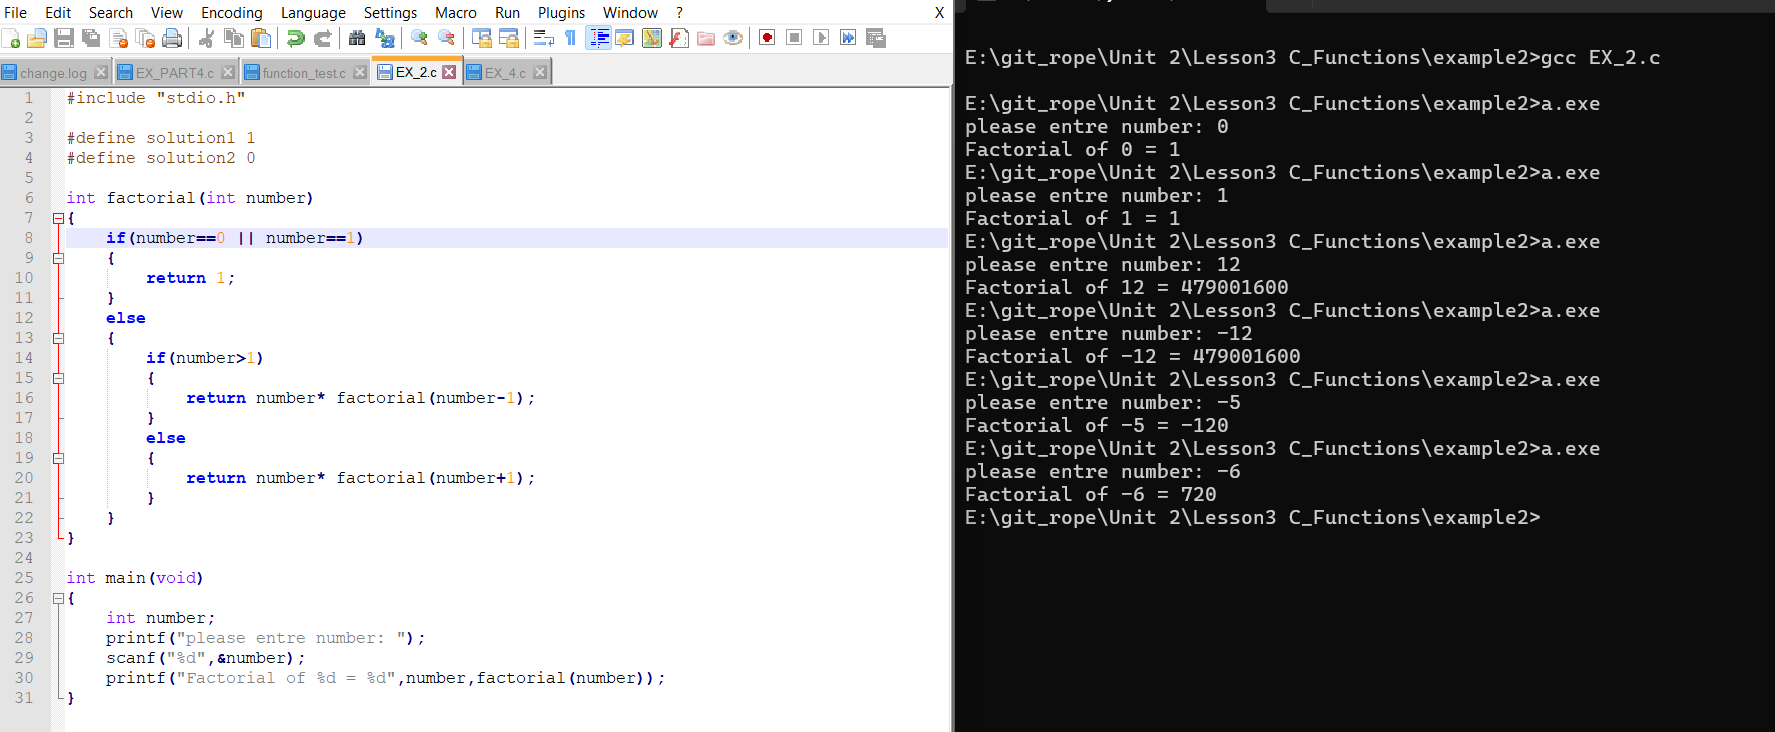 File Edit Search View Encoding Language Settings Macro Run Plugins Window ? X
change.log EX_PART4.c function_test.c EX_2.c EX_4.c
1 #include "stdio.h"
2
3 #define solution1 1
4 #define solution2 0
5
6 int factorial(int number)
7 {
8 if(number==0 || number==1)
9 {
10 return 1;
11 }
12 else
13 {
14 if(number>1)
15 {
16 return number* factorial(number-1);
17 }
18 else
19 {
20 return number* factorial(number+1);
21 }
22 }
23 }
24
25 int main(void)
26 {
27 int number;
28 printf("please entre number: ");
29 scanf("%d",&number);
30 printf("Factorial of %d = %d",number,factorial(number));
31 }
E:\git_rope\Unit 2\Lesson3 C_Functions\example2>gcc EX_2.c
E:\git_rope\Unit 2\Lesson3 C_Functions\example2>a.exe
please entre number: 0
Factorial of 0 = 1
E:\git_rope\Unit 2\Lesson3 C_Functions\example2>a.exe
please entre number: 1
Factorial of 1 = 1
E:\git_rope\Unit 2\Lesson3 C_Functions\example2>a.exe
please entre number: 12
Factorial of 12 = 479001600
E:\git_rope\Unit 2\Lesson3 C_Functions\example2>a.exe
please entre number: -12
Factorial of -12 = 479001600
E:\git_rope\Unit 2\Lesson3 C_Functions\example2>a.exe
please entre number: -5
Factorial of -5 = -120
E:\git_rope\Unit 2\Lesson3 C_Functions\example2>a.exe
please entre number: -6
Factorial of -6 = 720
E:\git_rope\Unit 2\Lesson3 C_Functions\example2>